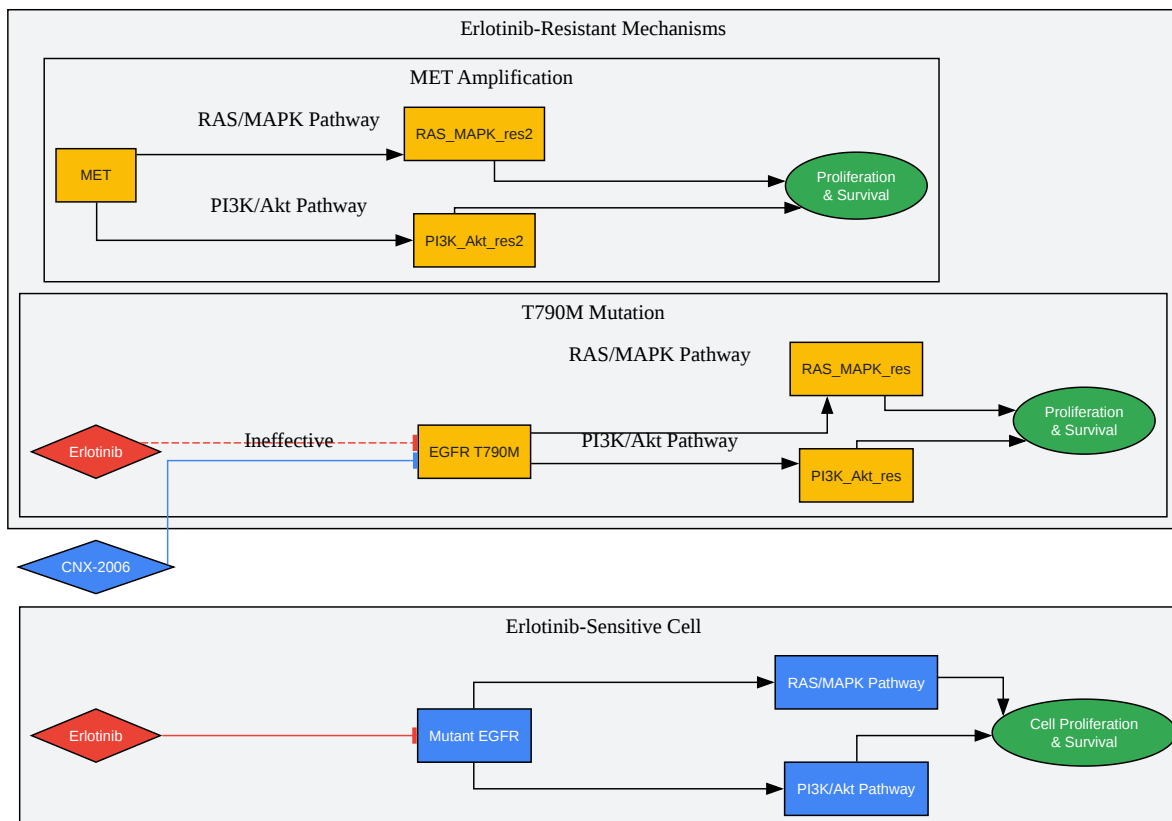 Erlotinib-Resistant Mechanisms
MET Amplification
RAS/MAPK Pathway
RAS_MAPK_res2
MET
Proliferation
& Survival
PI3K/Akt Pathway
PI3K_Akt_res2
T790M Mutation
RAS/MAPK Pathway
RAS_MAPK_res
Erlotinib
Ineffective
EGFR T790M
PI3K/Akt Pathway
PI3K_Akt_res
Proliferation
& Survival
CNX-2006
Erlotinib-Sensitive Cell
RAS/MAPK Pathway
Erlotinib
Mutant EGFR
Cell Proliferation
& Survival
PI3K/Akt Pathway